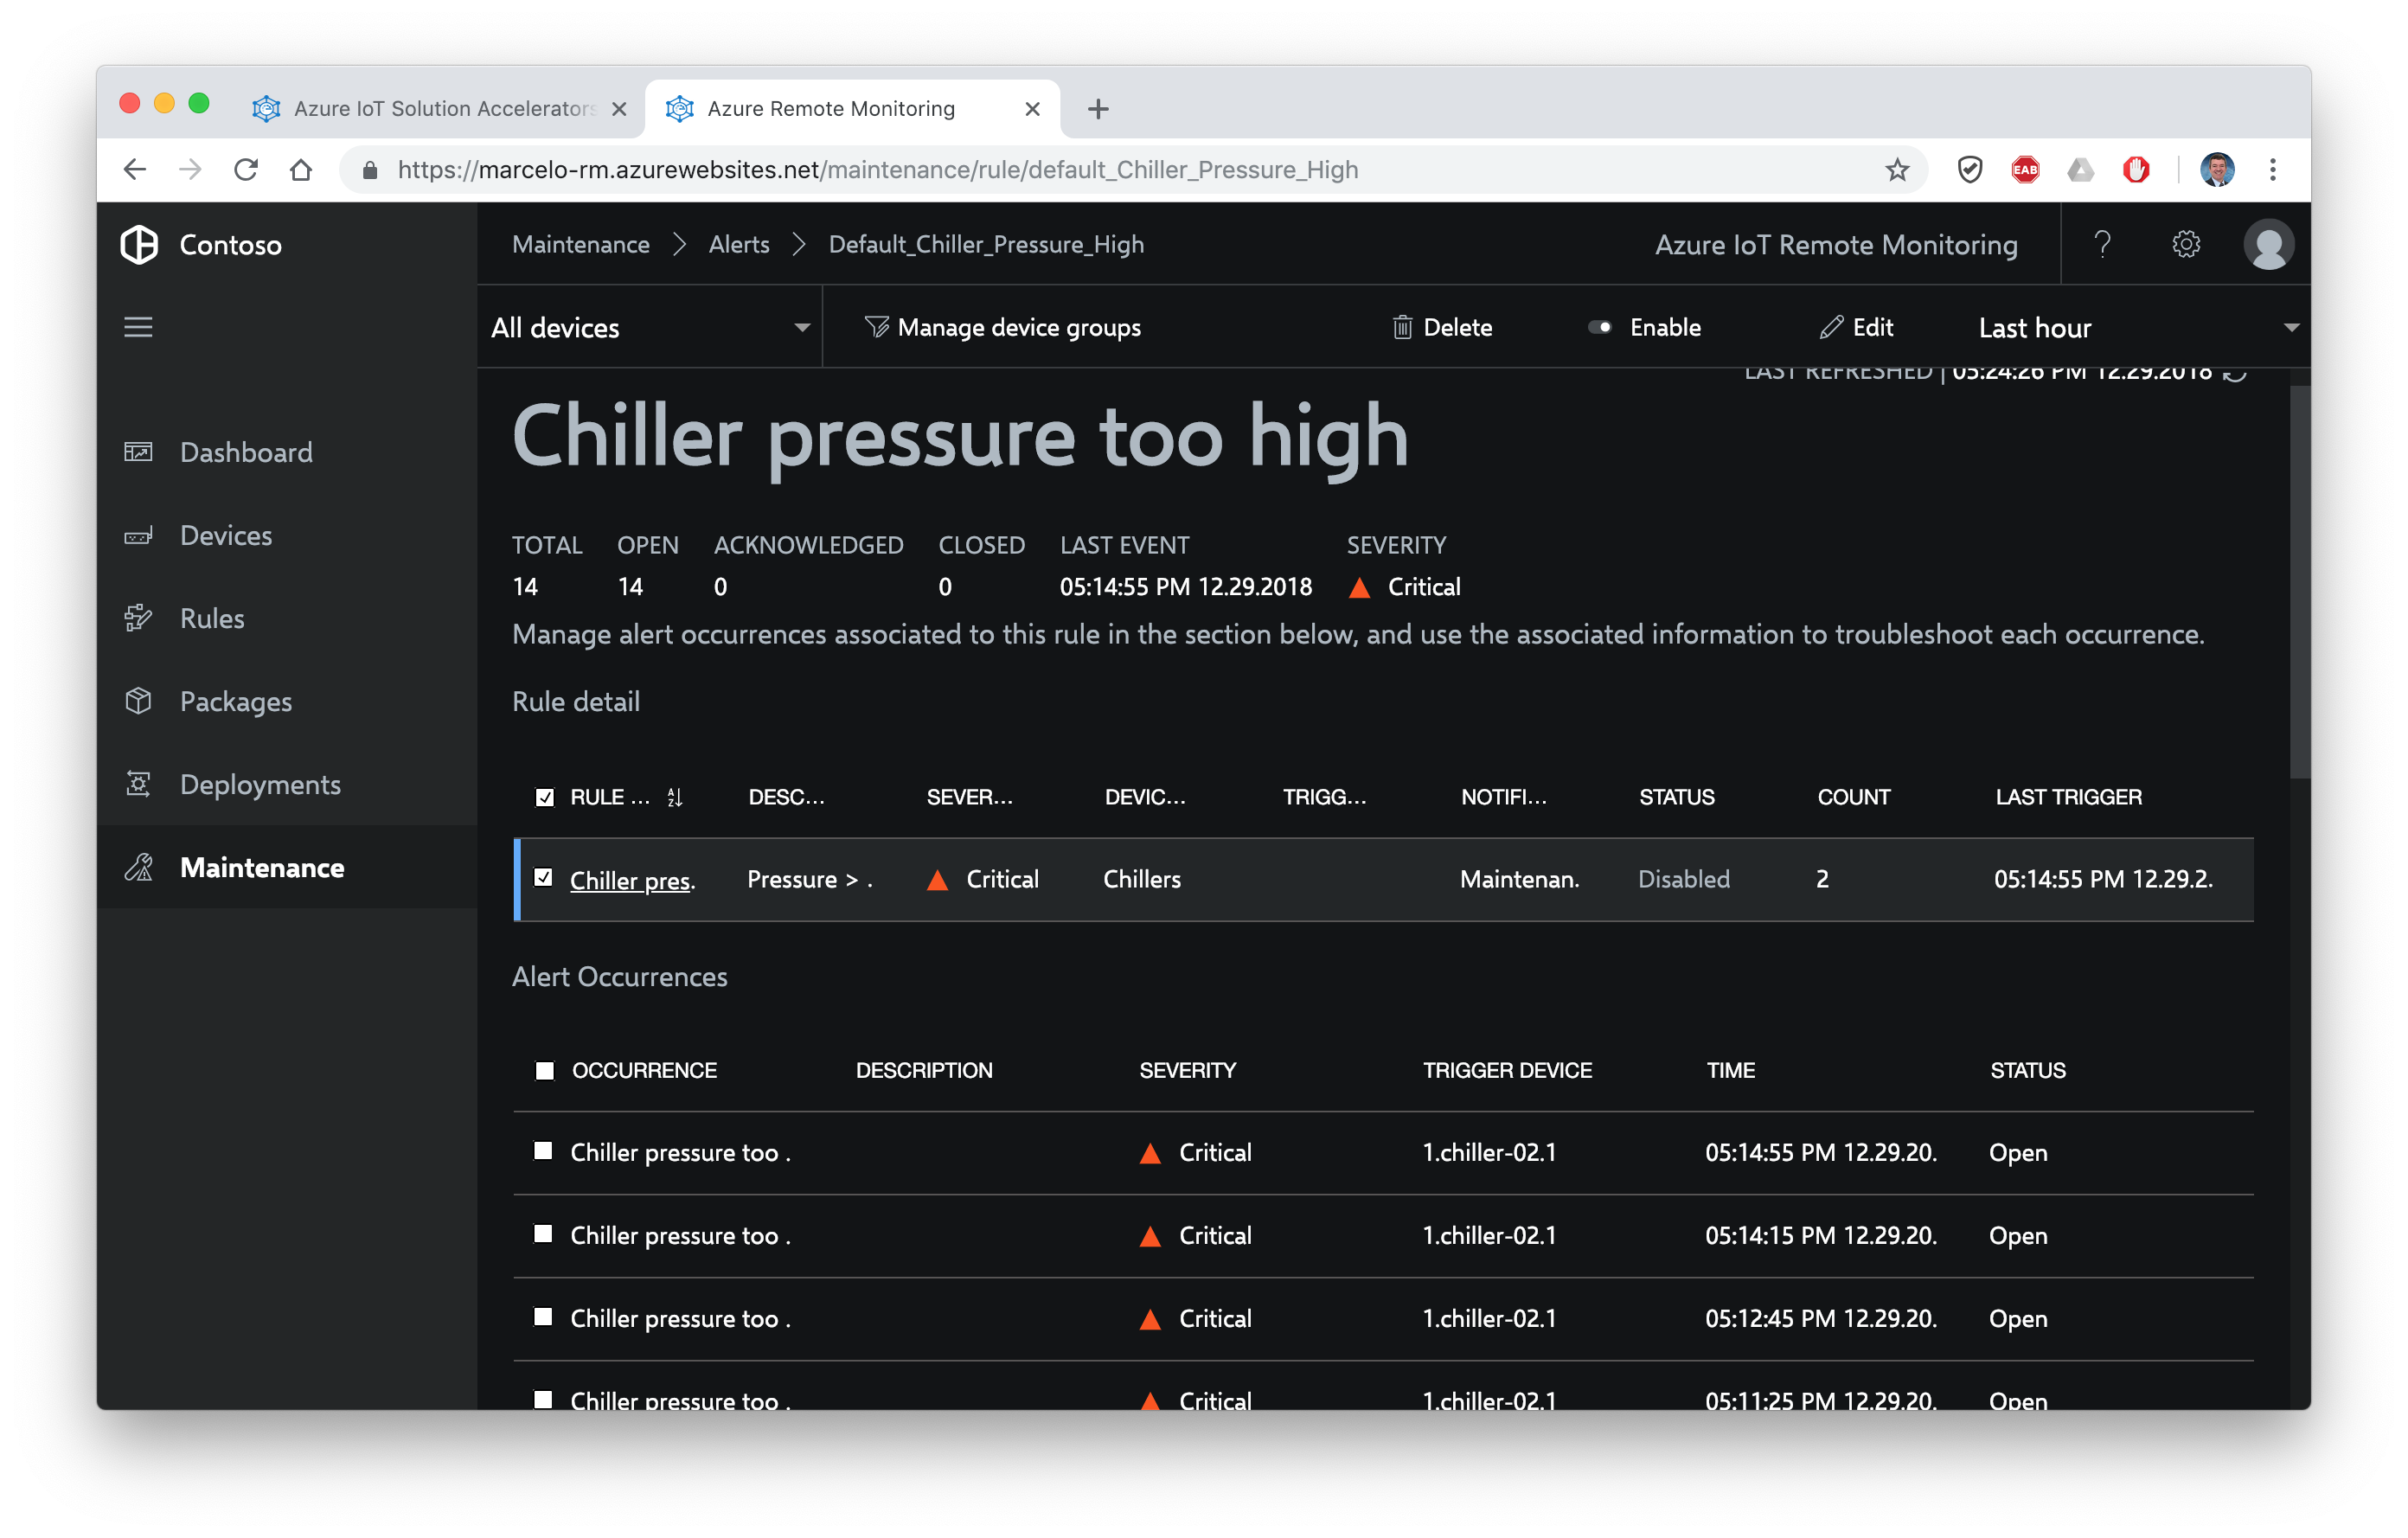 Azure IoT Solution Accelerators
Azure Remote Monitoring
https://marcelo-rm.azurewebsites.net/maintenance/rule/default_Chiller_Pressure_High
EAB
Contoso
Maintenance > Alerts > Default_Chiller_Pressure_High
Azure IoT Remote Monitoring
?
All devices
Manage device groups
Delete
Enable
Edit
Last hour
Dashboard
Devices
Rules
Packages
Deployments
Maintenance
LAST REFRESHED | 05:24:26 PM 12.29.2018
Chiller pressure too high
TOTAL OPEN ACKNOWLEDGED CLOSED LAST EVENT SEVERITY
14 14 0 0 05:14:55 PM 12.29.2018 Critical
Manage alert occurrences associated to this rule in the section below, and use the associated information to troubleshoot each occurrence.
Rule detail
RULE ... DESC... SEVER... DEVIC... TRIGG... NOTIFI... STATUS COUNT LAST TRIGGER
Chiller pres. Pressure > . Critical Chillers Maintenan. Disabled 2 05:14:55 PM 12.29.2.
Alert Occurrences
OCCURRENCE DESCRIPTION SEVERITY TRIGGER DEVICE TIME STATUS
Chiller pressure too . Critical 1.chiller-02.1 05:14:55 PM 12.29.20. Open
Chiller pressure too . Critical 1.chiller-02.1 05:14:15 PM 12.29.20. Open
Chiller pressure too . Critical 1.chiller-02.1 05:12:45 PM 12.29.20. Open
Chiller pressure too . Critical 1.chiller-02.1 05:11:25 PM 12.29.20. Open